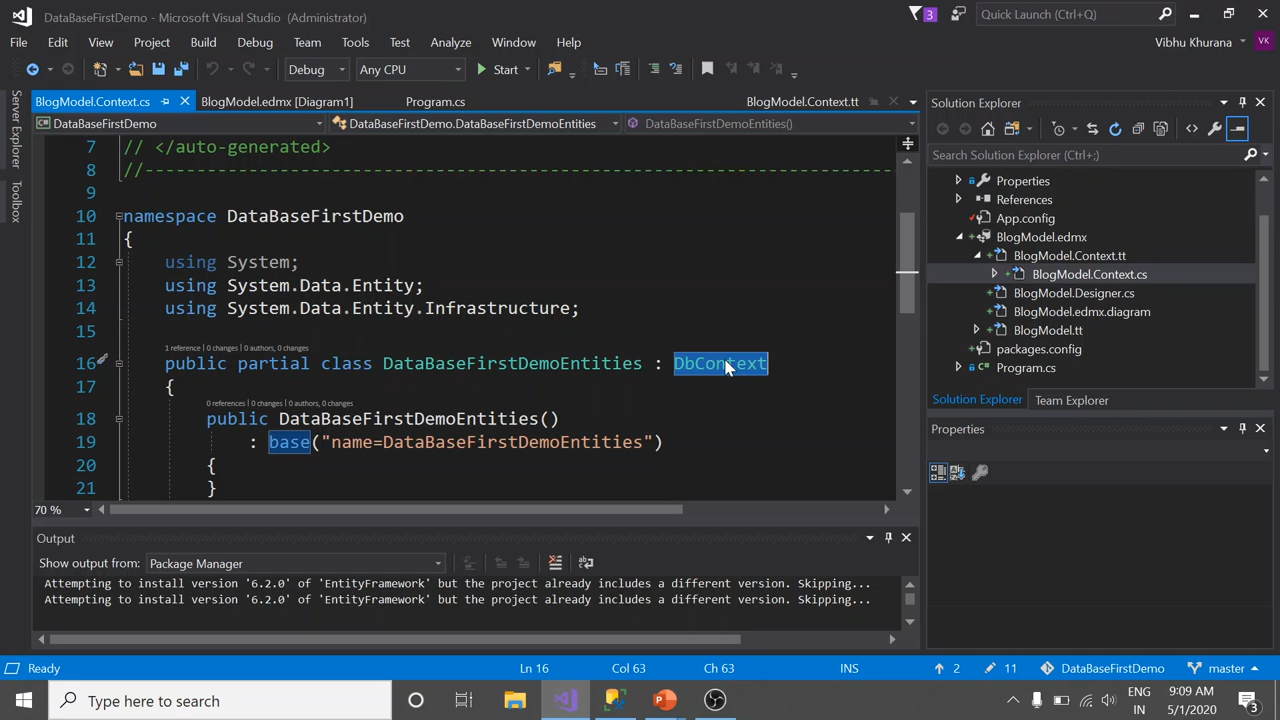 DataBaseFirstDemo - Microsoft Visual Studio (Administrator)
3
Quick Launch (Ctrl+Q)
File Edit View Project Build Debug Team Tools Test Analyze Window Help
Vibhu Khurana
VK
Debug
Any CPU
Start
Server Explorer
Toolbox
BlogModel.Context.cs
BlogModel.edmx [Diagram1]
Program.cs
BlogModel.Context.tt
DataBaseFirstDemo
DataBaseFirstDemo.DataBaseFirstDemoEntities
DataBaseFirstDemoEntities()
7 // </auto-generated>
8 //------------------------------------------------------------------------------
9
10 namespace DataBaseFirstDemo
11 {
12 using System;
13 using System.Data.Entity;
14 using System.Data.Entity.Infrastructure;
15
1 reference | 0 changes | 0 authors, 0 changes
16 public partial class DataBaseFirstDemoEntities : DbContext
17 {
0 references | 0 changes | 0 authors, 0 changes
18 public DataBaseFirstDemoEntities()
19 : base("name=DataBaseFirstDemoEntities")
20 {
21 }
70 %
Output
Show output from: Package Manager
Attempting to install version '6.2.0' of 'EntityFramework' but the project already includes a different version. Skipping...
Attempting to install version '6.2.0' of 'EntityFramework' but the project already includes a different version. Skipping...
Solution Explorer
Search Solution Explorer (Ctrl+;)
Properties
References
App.config
BlogModel.edmx
BlogModel.Context.tt
BlogModel.Context.cs
BlogModel.Designer.cs
BlogModel.edmx.diagram
BlogModel.tt
packages.config
Program.cs
Solution Explorer
Team Explorer
Properties
Ready
Ln 16
Col 63
Ch 63
INS
2
11
DataBaseFirstDemo
master
Type here to search
ENG
IN
9:09 AM
5/1/2020
3